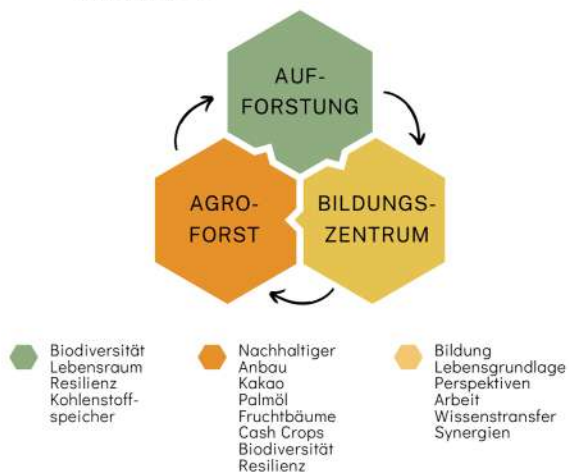 AUF-
FORSTUNG
AGRO-
FORST
BILDUNGS-
ZENTRUM
Biodiversität
Lebensraum
Resilienz
Kohlenstoff-
speicher
Nachhaltiger
Anbau
Kakao
Palmöl
Fruchtbäume
Cash Crops
Biodiversität
Resilienz
Bildung
Lebensgrundlage
Perspektiven
Arbeit
Wissenstransfer
Synergien